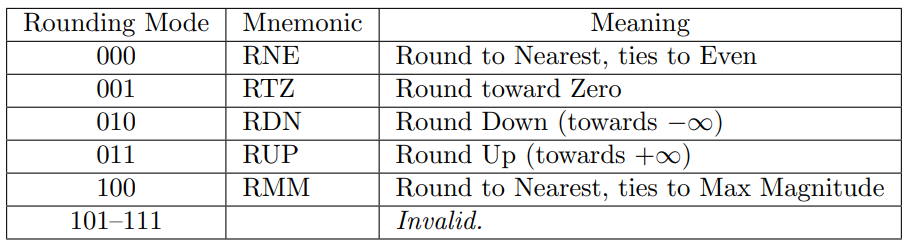 Rounding Mode Mnemonic Meaning
000 RNE Round to Nearest, ties to Even
001 RTZ Round toward Zero
010 RDN Round Down (towards −∞)
011 RUP Round Up (towards +∞)
100 RMM Round to Nearest, ties to Max Magnitude
101–111 Invalid.